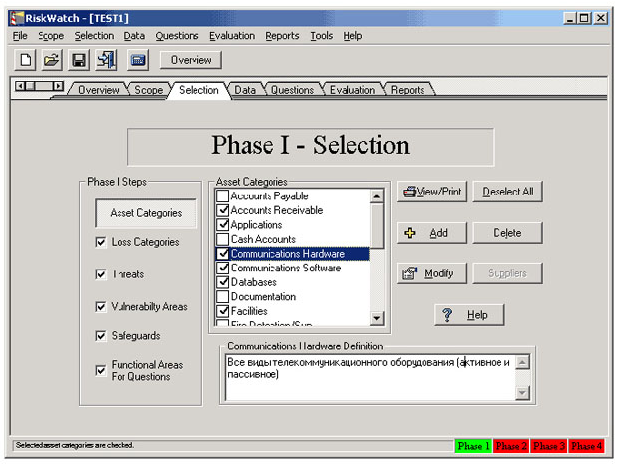 RiskWatch - [TEST1]
File Scope Selection Data Questions Evaluation Reports Tools Help
Overview
Overview Scope Selection Data Questions Evaluation Reports
Phase I - Selection
Phase I Steps
Asset Categories
Loss Categories
Threats
Vulnerabilty Areas
Safeguards
Functional Areas
For Questions
Asset Categories
Accounts Payable
Accounts Receivable
Applications
Cash Accounts
Communications Hardware
Communications Software
Databases
Documentation
Facilities
Fire Detection/Sup
View/Print Deselect All
Add Delete
Modify Suppliers
Help
Communications Hardware Definition
Все виды телекоммуникационного оборудования (активное и
пассивное)
Selected asset categories are checked.
Phase 1 Phase 2 Phase 3 Phase 4